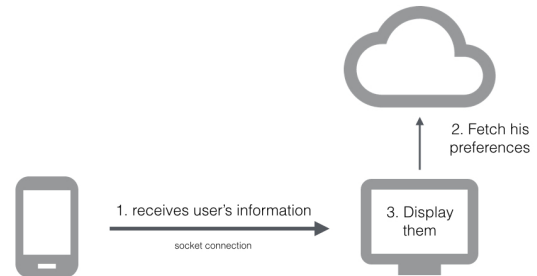 2. Fetch his
preferences
1. receives user's information
socket connection
3. Display
them